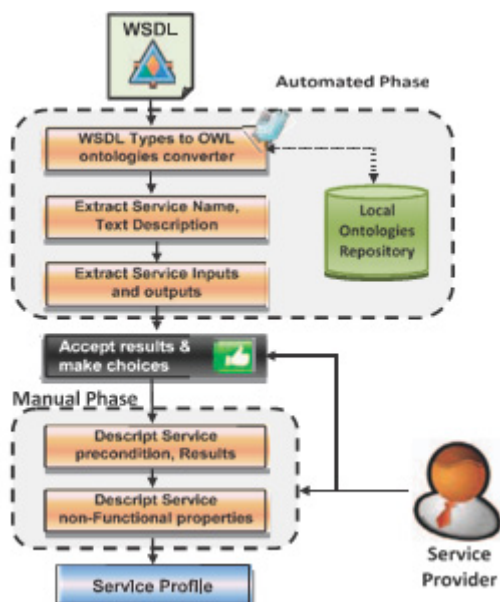 WSDL
Automated Phase
WSDL Types to OWL
ontologies converter
Extract Service Name,
Text Description
Local
Ontologies
Repository
Extract Service Inputs
and outputs
Accept results &
make choices
Manual Phase
Descript Service
precondition, Results
Descript Service
non-Functional properties
Service Profile
Service
Provider